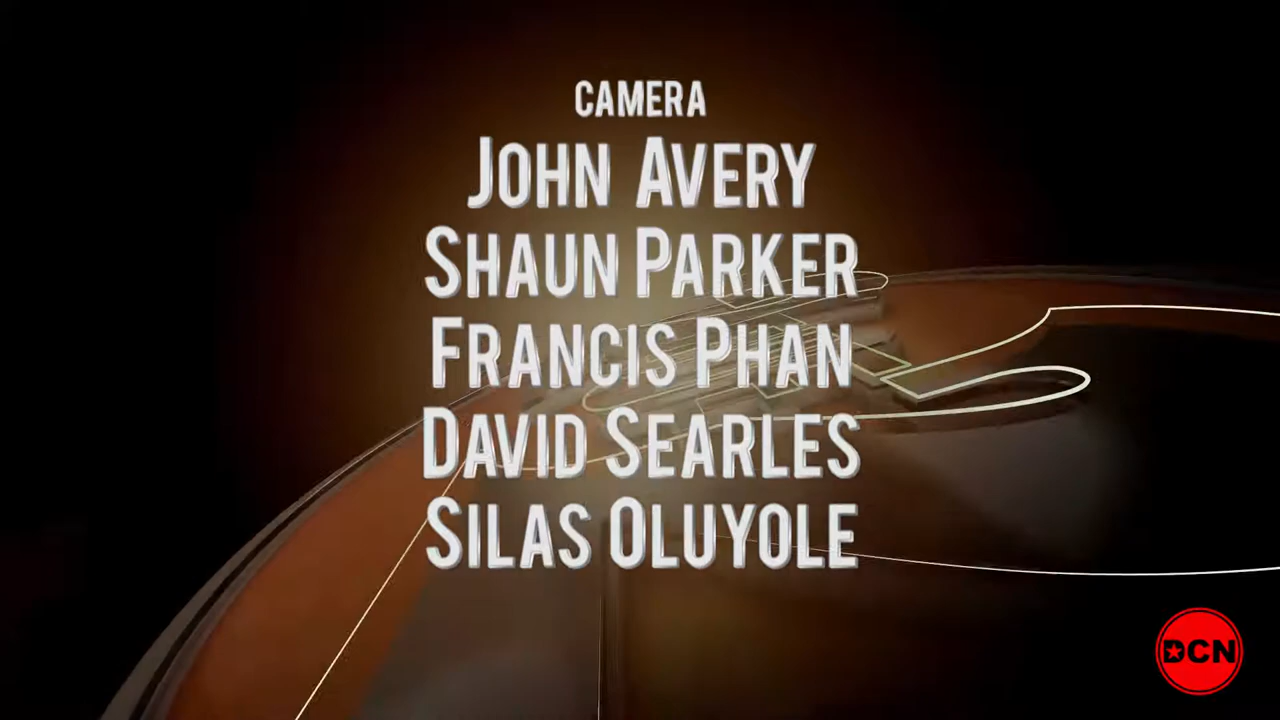 CAMERA
JOHN AVERY
SHAUN PARKER
FRANCIS PHAN
DAVID SEARLES
SILAS OLUYOLE
DCN